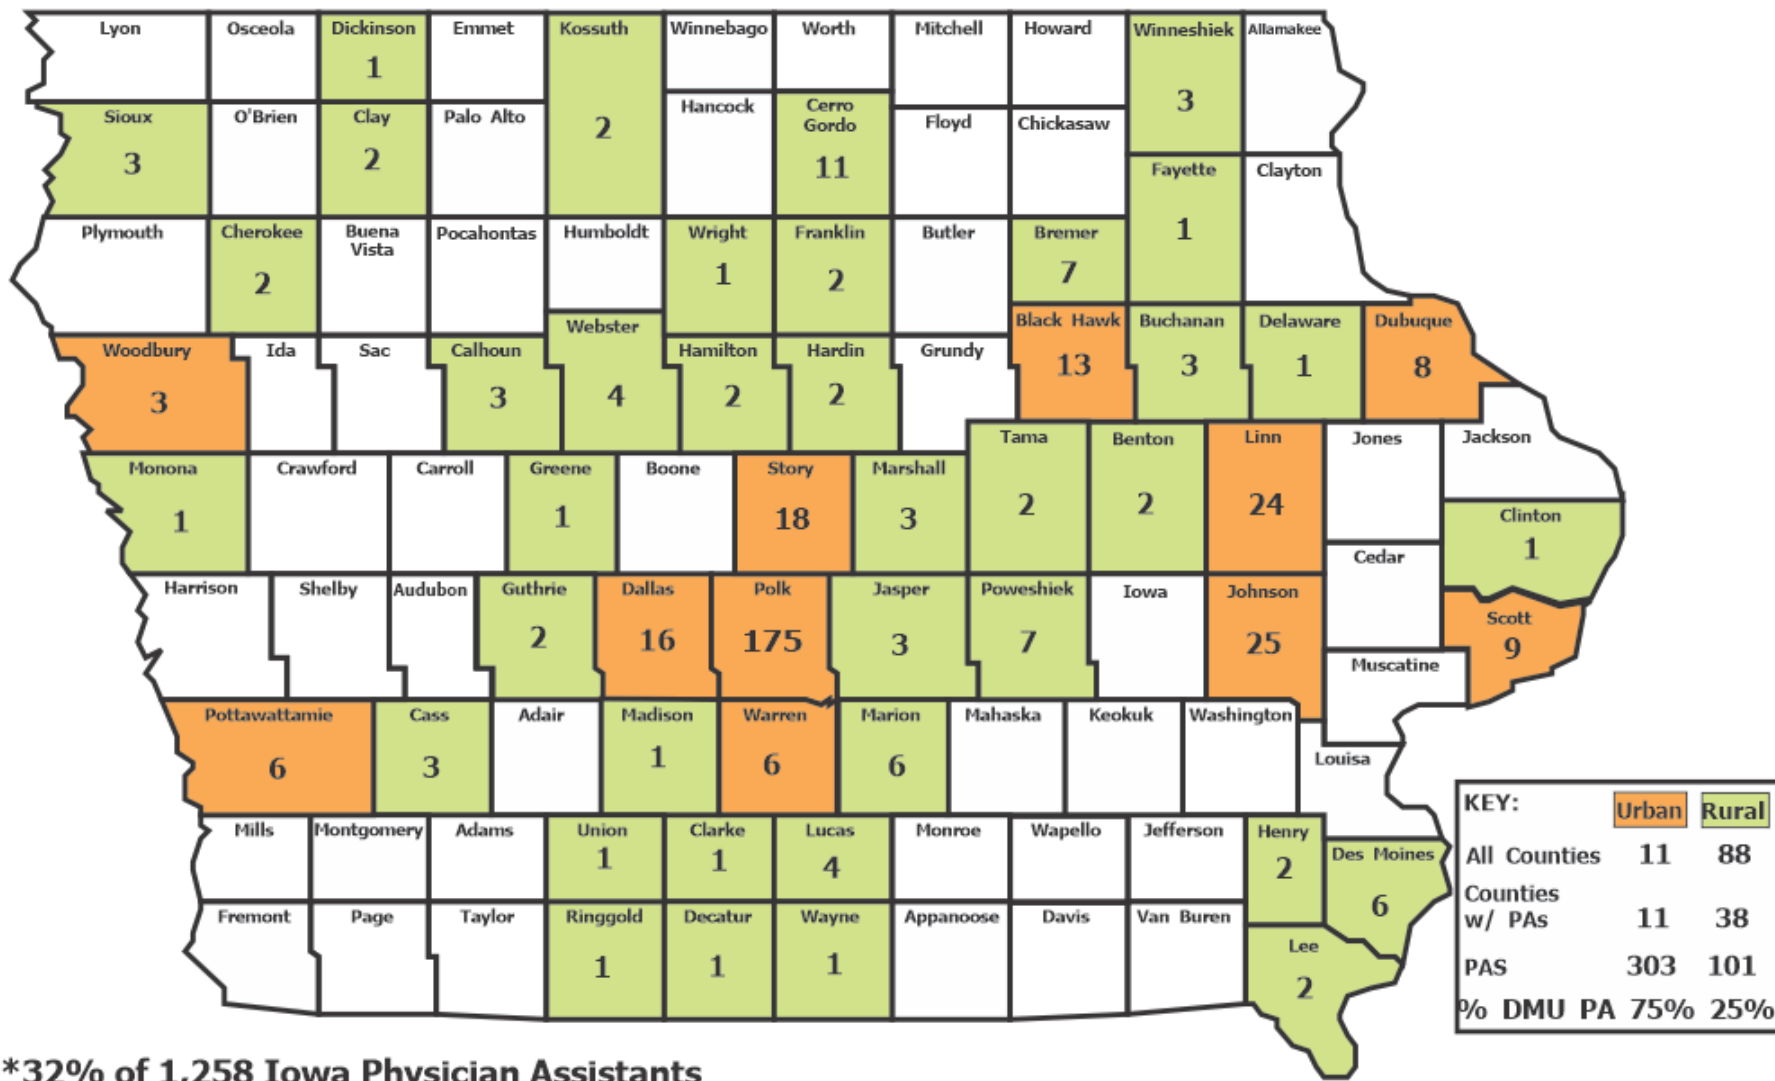 Lyon
Osceola
Dickinson
1
Emmet
Kossuth
2
Winnebago
Worth
Mitchell
Howard
Winneshiek
3
Allamakee
Sioux
3
O'Brien
Clay
2
Palo Alto
Hancock
Cerro
Gordo
11
Floyd
Chickasaw
Fayette
1
Clayton
Plymouth
Cherokee
2
Buena
Vista
Pocahontas
Humboldt
Wright
1
Franklin
2
Butler
Bremer
7
Woodbury
3
Ida
Sac
Calhoun
3
Webster
4
Hamilton
2
Hardin
2
Grundy
Black Hawk
13
Buchanan
3
Delaware
1
Dubuque
8
Monona
1
Crawford
Carroll
Greene
1
Boone
Story
18
Marshall
3
Tama
2
Benton
2
Linn
24
Jones
Jackson
Clinton
1
Cedar
Harrison
Shelby
Audubon
Guthrie
2
Dallas
16
Polk
175
Jasper
3
Poweshiek
7
Iowa
Johnson
25
Scott
9
Muscatine
Pottawattamie
6
Cass
3
Adair
Madison
1
Warren
6
Marion
6
Mahaska
Keokuk
Washington
Louisa
Mills
Montgomery
Adams
Union
1
Clarke
1
Lucas
4
Monroe
Wapello
Jefferson
Henry
2
Des Moines
6
Fremont
Page
Taylor
Ringgold
1
Decatur
1
Wayne
1
Appanoose
Davis
Van Buren
Lee
2
KEY: Urban Rural
All Counties 11 88
Counties
w/ PAs 11 38
PAS 303 101
% DMU PA 75% 25%
*32% of 1,258 Iowa Physician Assistants